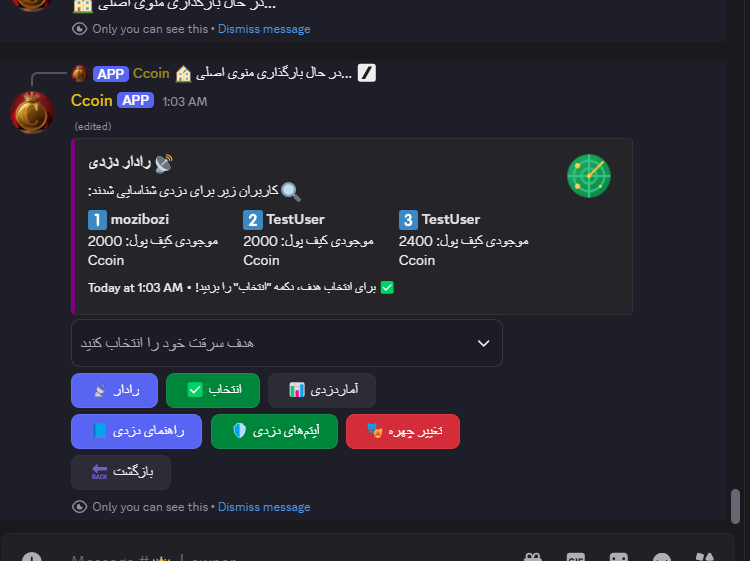 در حال بارگذاری منوی اصلی...
Only you can see this • Dismiss message
APP Ccoin در حال بارگذاری منوی اصلی...
Ccoin APP 1:03 AM
(edited)
رادار دزدی
کاربران زیر برای دزدی شناسایی شدند:
1 mozibozi 2 TestUser 3 TestUser
موجودی کیف پول: 2000 موجودی کیف پول: 2000 موجودی کیف پول: 2400
Ccoin Ccoin Ccoin
برای انتخاب هدف، دکمه "انتخاب" را بزنید! • Today at 1:03 AM
هدف سرقت خود را انتخاب کنید
رادار انتخاب آماردزدی
راهنمای دزدی آیتم‌های دزدی تغییر چهره
BACK بازگشت
Only you can see this • Dismiss message